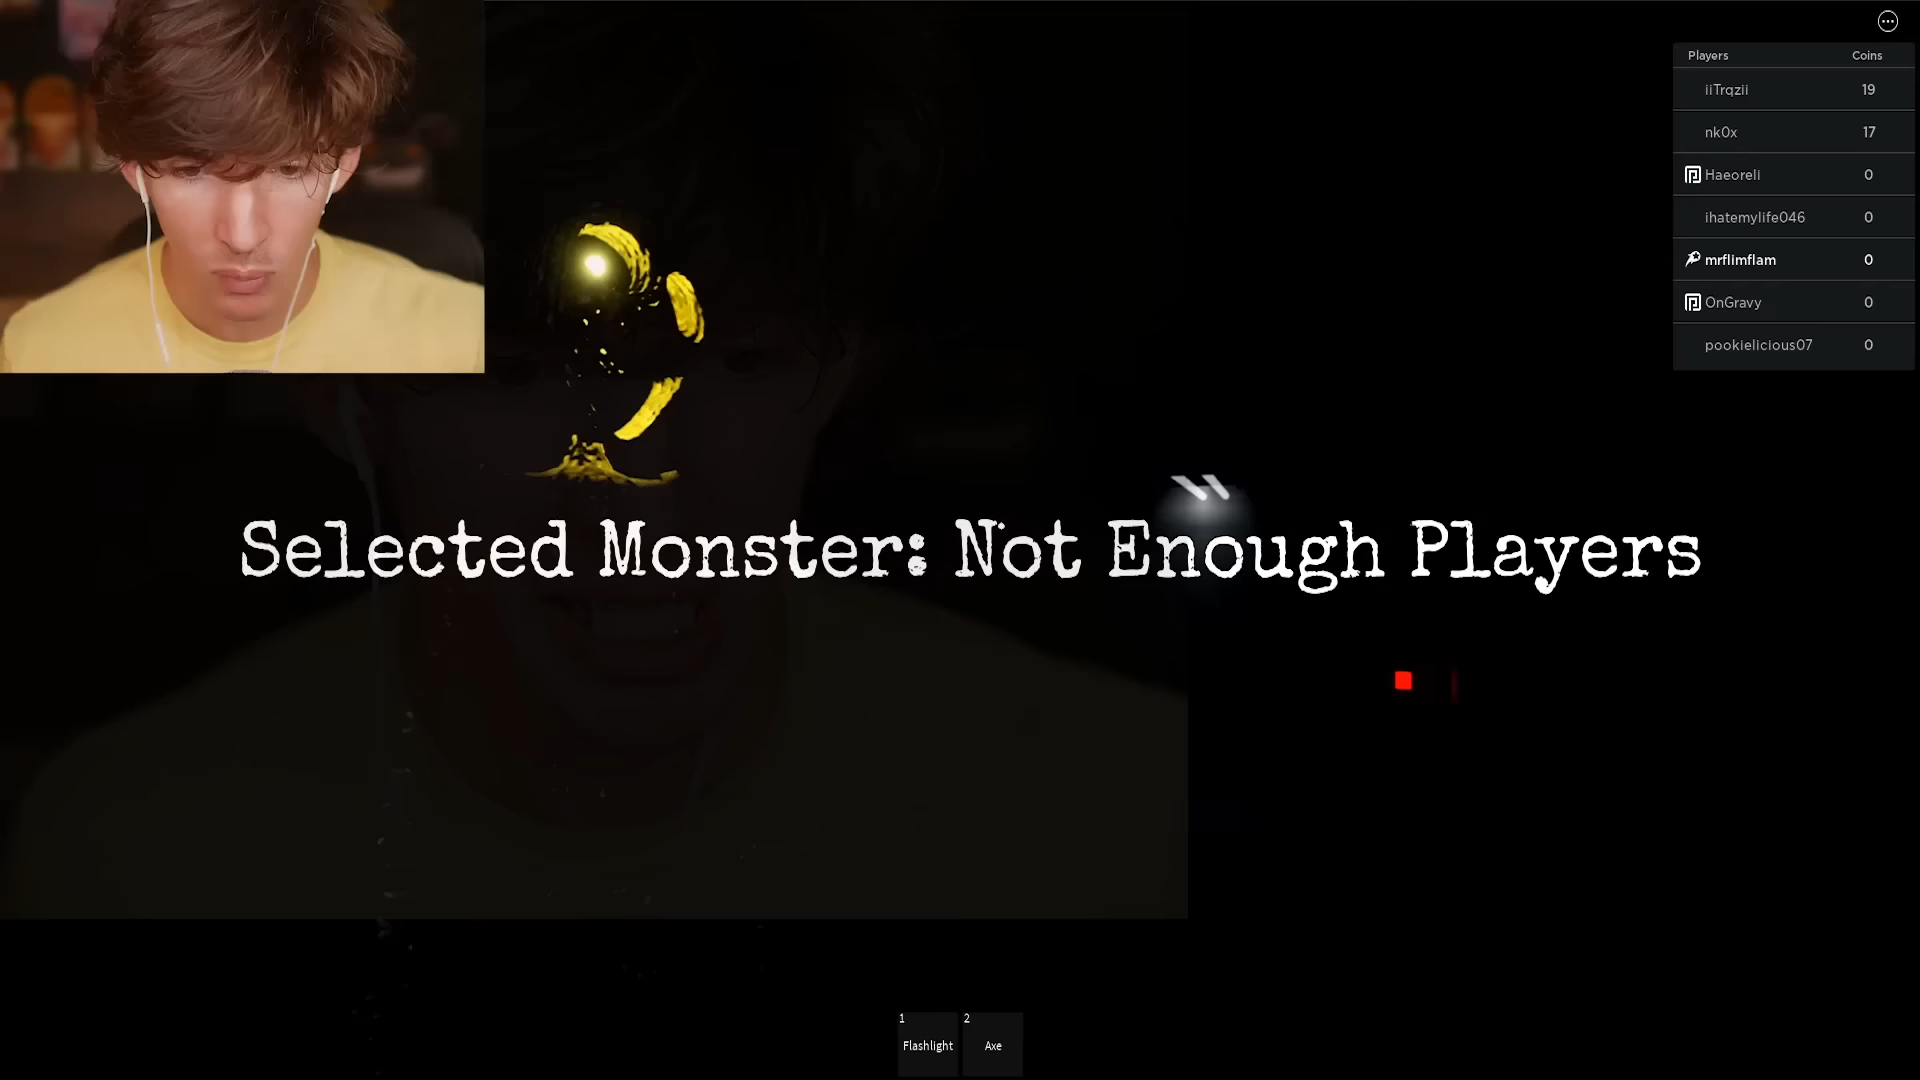 Players Coins
iiTrqzii 19
nk0x 17
Haeoreli 0
ihatemylife046 0
mrflimflam 0
OnGravy 0
pookielicious07 0
Selected Monster: Not Enough Players
1 2
Flashlight Axe